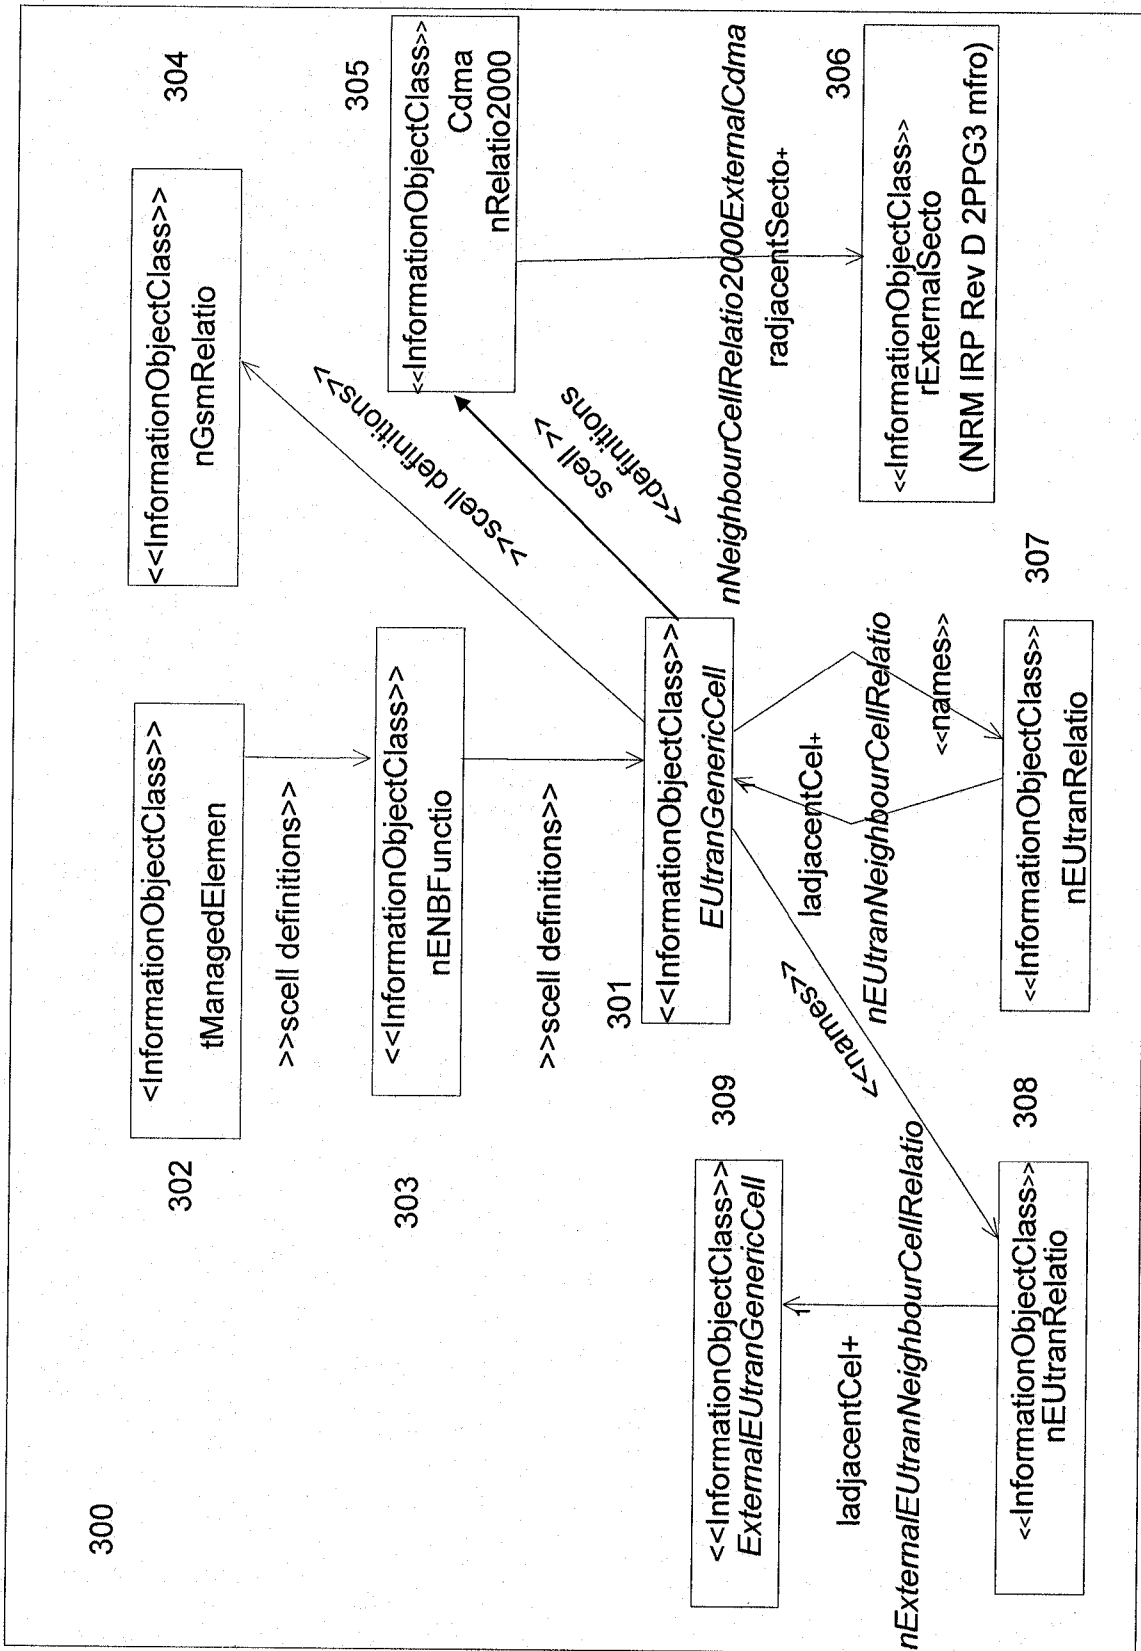 300
302
<InformationObjectClass>>
tManagedElemen
>>scell definitions>>
303
<<InformationObjectClass>>
nENBFunctio
>>scell definitions>>
304
<<InformationObjectClass>>
nGsmRelatio
>>scell definitions>>
305
<<InformationObjectClass>>
Cdma
nRelatio2000
scell >>
<<definitions
301
<<InformationObjectClass>>
EUtranGenericCell
nNeighbourCellRelatio2000ExternalCdma
radjacentSecto+
306
<<InformationObjectClass>>
rExternalSecto
(NRM IRP Rev D 2PPG3 mfro)
309
<<InformationObjectClass>>
ExternalEUtranGenericCell
1
ladjacentCel+
nExternalEUtranNeighbourCellRelatio
<<names>>
308
<<InformationObjectClass>>
nEUtranRelatio
1
ladjacentCel+
nEUtranNeighbourCellRelatio
<<names>>
307
<<InformationObjectClass>>
nEUtranRelatio